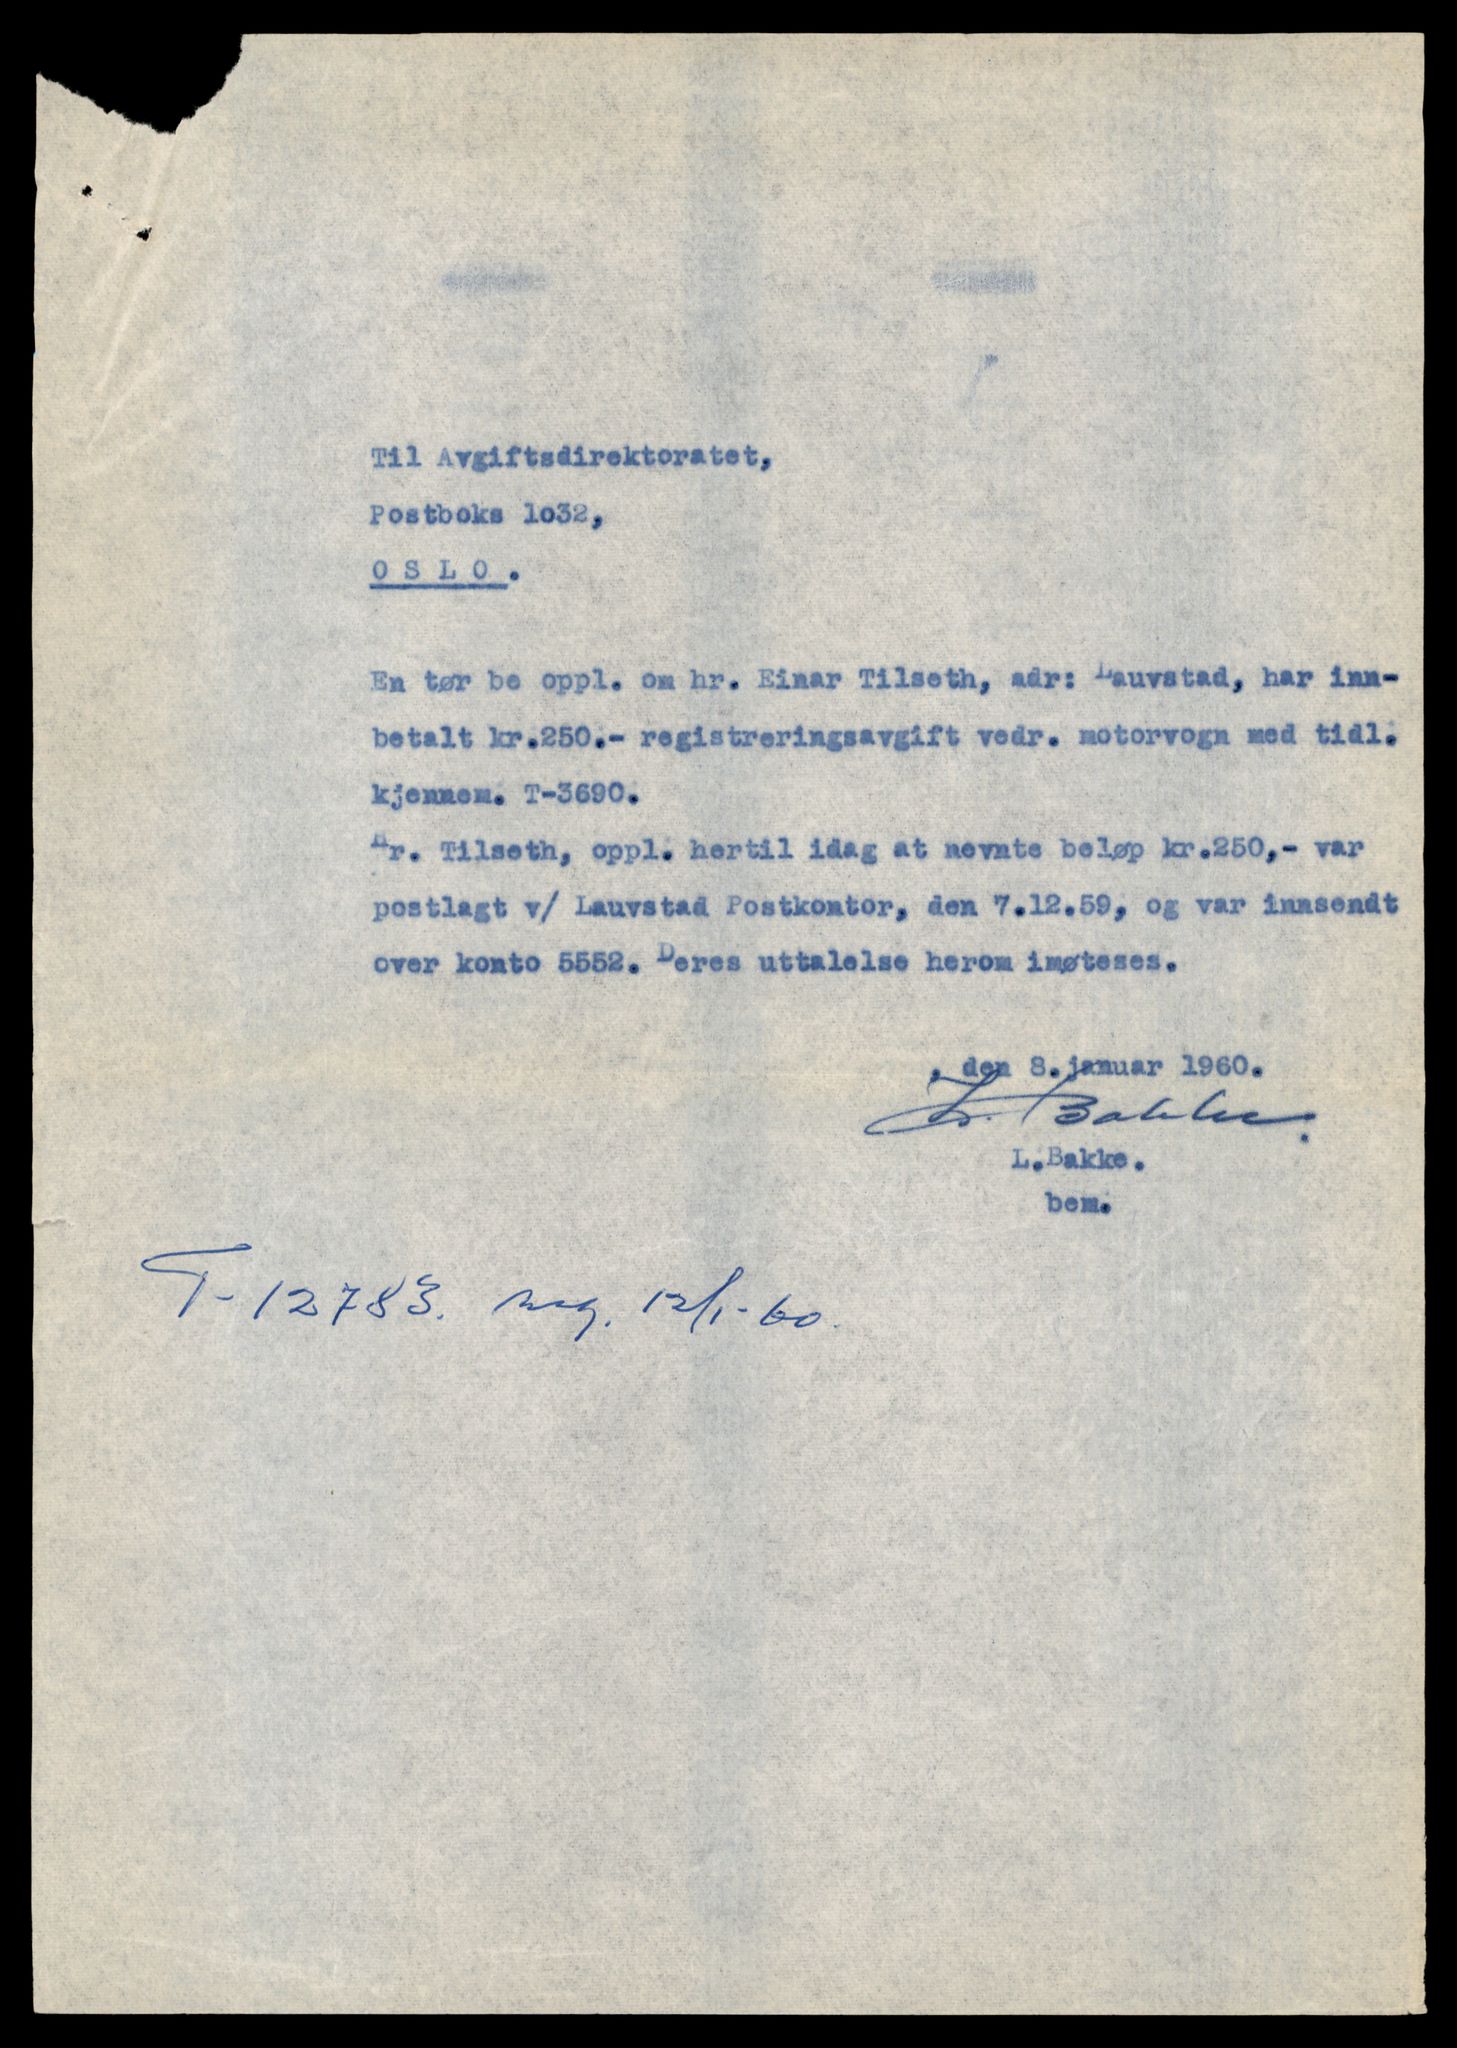 Til Avgiftsdirektoratet,
Postboks 1o32,
O S L O .
En tør be oppl. om hr. Einar Tilseth, adr: Lauvstad, har inn-
betalt kr.250.- registreringsavgift vedr. motorvogn med tidl.
kjennem. T-3690.
Hr. Tilseth, oppl. hertil idag at nevnte beløp kr.250,- var
postlagt v/ Lauvstad Postkontor, den 7.12.59, og var innsendt
over konto 5552. Deres uttalelse herom imøteses.
, den 8.januar 1960.
L. Bakke.
L.Bakke.
bem.
T-12783. reg. 12/1-60.